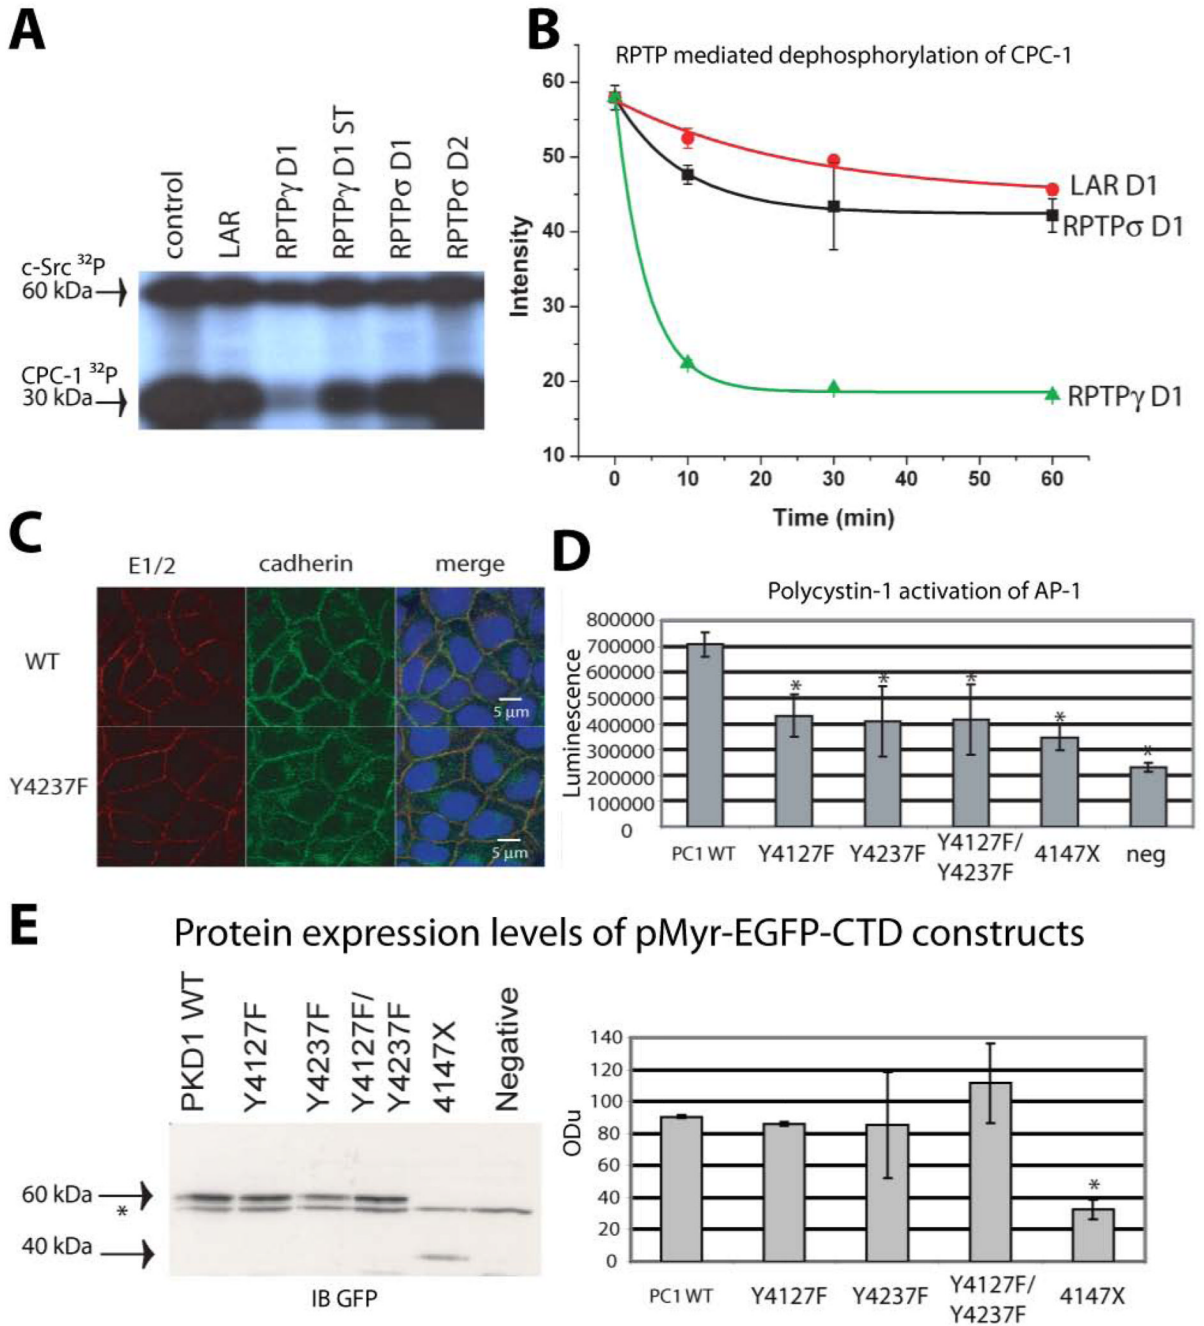 A
control
LAR
RPTPγ D1
RPTPγ D1 ST
RPTPσ D1
RPTPσ D2
c-Src ³²P
60 kDa
CPC-1 ³²P
30 kDa
B
RPTP mediated dephosphorylation of CPC-1
Intensity
60
50
40
30
20
10
LAR D1
RPTPσ D1
RPTPγ D1
0 10 20 30 40 50 60
Time (min)
C
E1/2 cadherin merge
WT
5 μm
Y4237F
5 μm
D
Polycystin-1 activation of AP-1
Luminescence
800000
700000
600000
500000
400000
300000
200000
100000
0
* * * * *
PC1 WT Y4127F Y4237F Y4127F/ 4147X neg
Y4237F
E
Protein expression levels of pMyr-EGFP-CTD constructs
PKD1 WT
Y4127F
Y4237F
Y4127F/
Y4237F
4147X
Negative
60 kDa
*
40 kDa
IB GFP
ODu
140
120
100
80
60
40
20
0
*
PC1 WT Y4127F Y4237F Y4127F/ 4147X
Y4237F